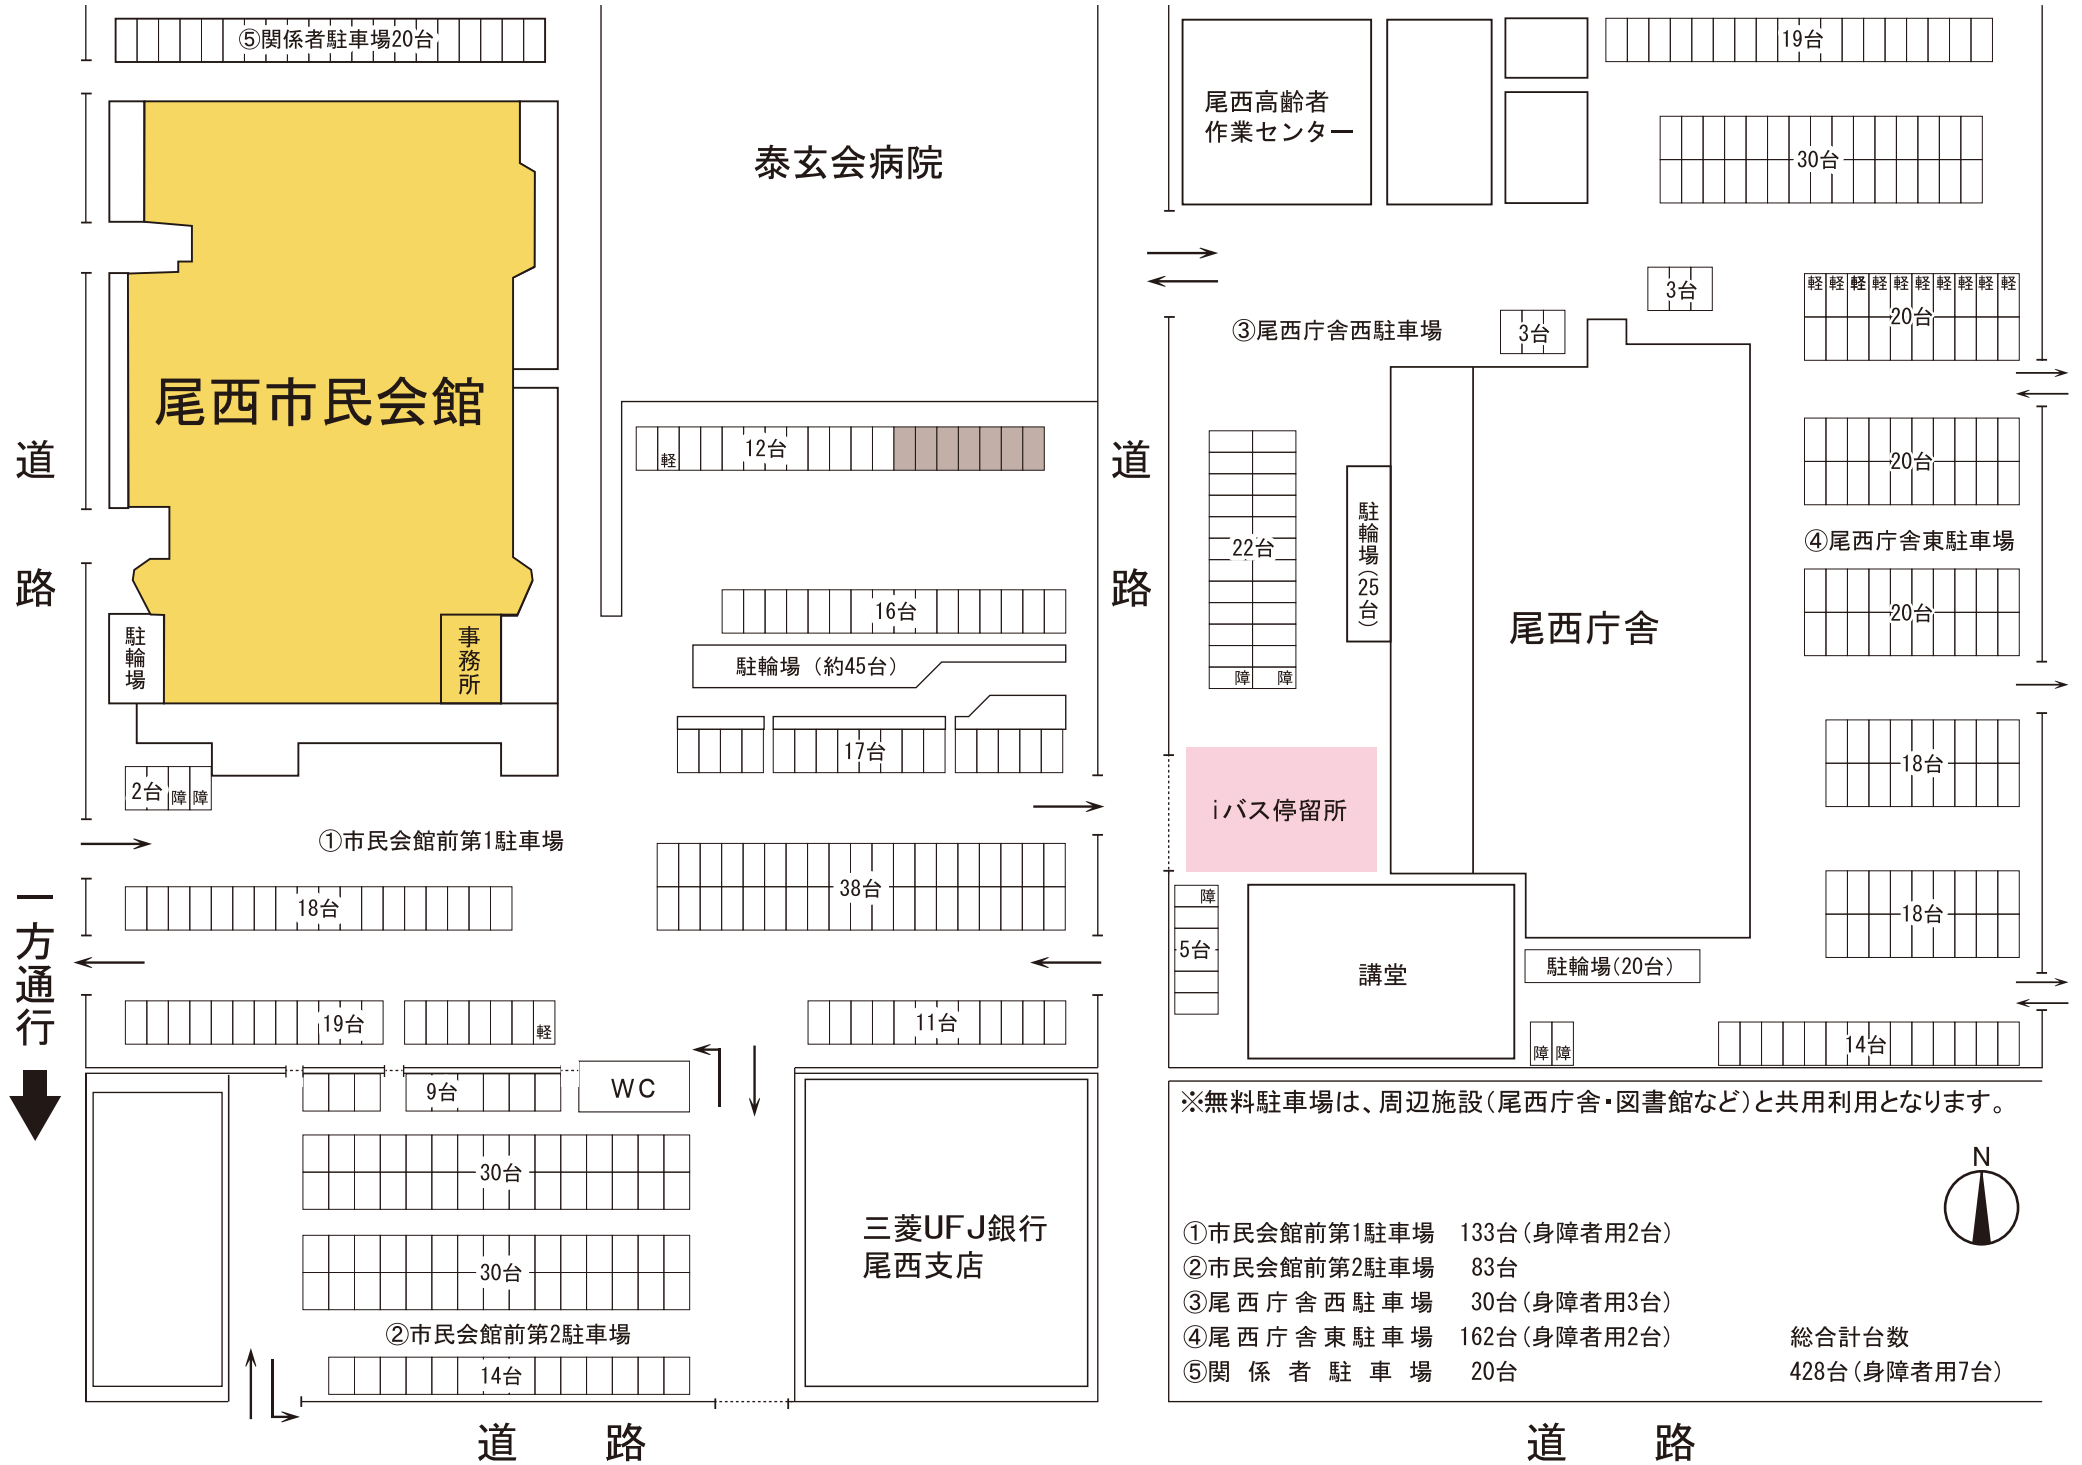 ⑤関係者駐車場20台
尾西市民会館
駐輪場
事務所
2台
障 障
①市民会館前第1駐車場
18台
19台
軽
道路
一方通行
泰玄会病院
軽
12台
16台
駐輪場（約45台）
17台
38台
11台
9台
WC
30台
30台
②市民会館前第2駐車場
14台
三菱UFJ銀行
尾西支店
道路
道路
尾西高齢者
作業センター
19台
30台
3台
3台
③尾西庁舎西駐車場
軽 軽 軽 軽 軽 軽 軽 軽 軽 軽
20台
20台
④尾西庁舎東駐車場
20台
18台
18台
22台
障 障
駐輪場（25台）
尾西庁舎
iバス停留所
障
5台
講堂
駐輪場（20台）
障 障
14台
※無料駐車場は、周辺施設（尾西庁舎・図書館など）と共用利用となります。
N
①市民会館前第1駐車場 133台（身障者用2台）
②市民会館前第2駐車場 83台
③尾西庁舎西駐車場 30台（身障者用3台）
④尾西庁舎東駐車場 162台（身障者用2台）
⑤関係者駐車場 20台
総合計台数
428台（身障者用7台）
道路